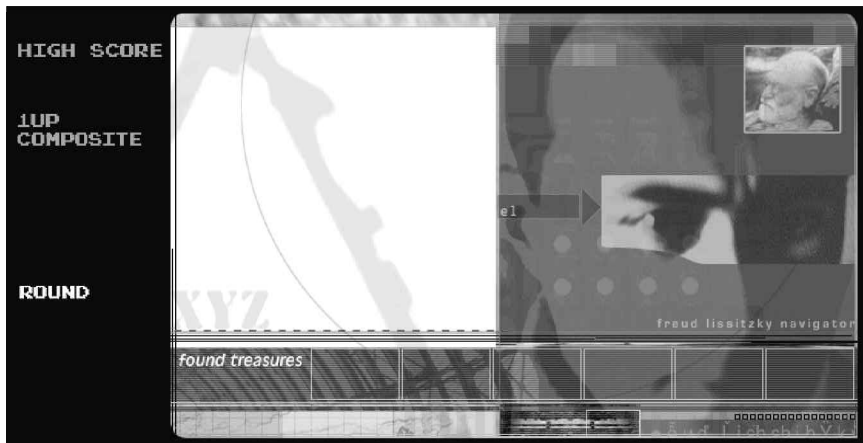 HIGH SCORE
1UP
COMPOSITE
el
ROUND
XYZ
freud lissitzky navigator
found treasures